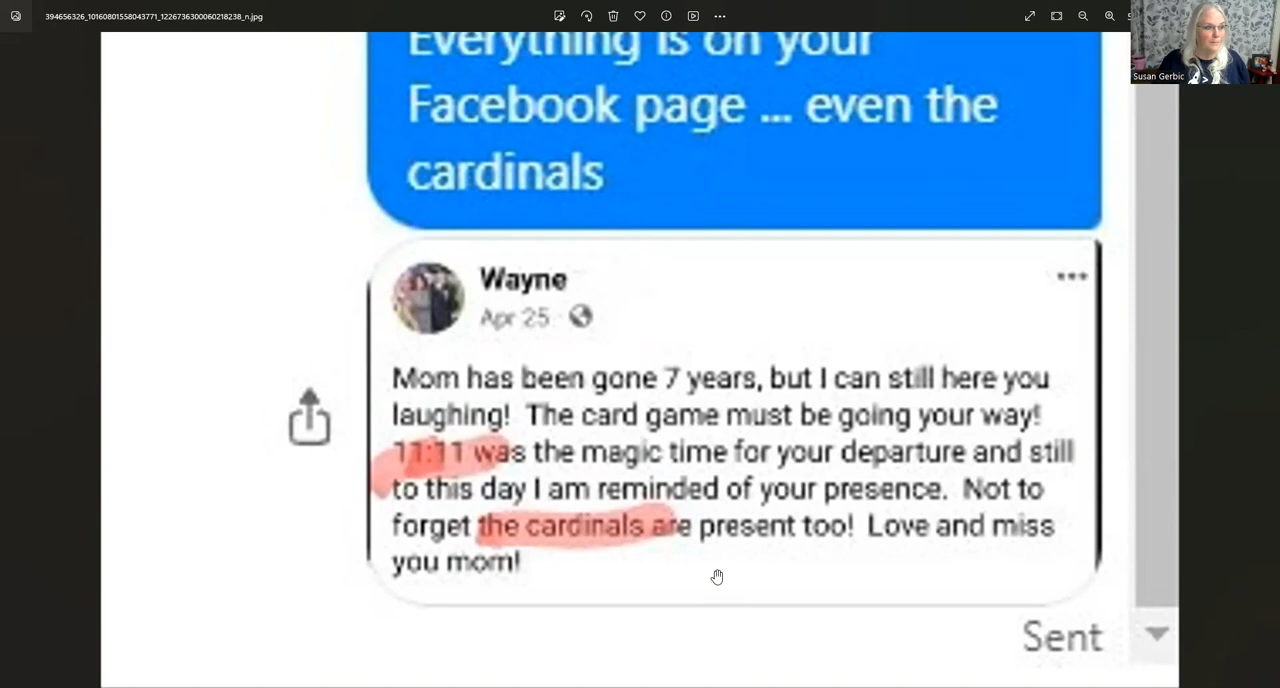 394656326_10160801558043771_1226736300060218238_n.jpg
Susan Gerbic
Everything is on your
Facebook page ... even the
cardinals
Wayne
Apr 25
Mom has been gone 7 years, but I can still here you
laughing! The card game must be going your way!
11:11 was the magic time for your departure and still
to this day I am reminded of your presence. Not to
forget the cardinals are present too! Love and miss
you mom!
Sent